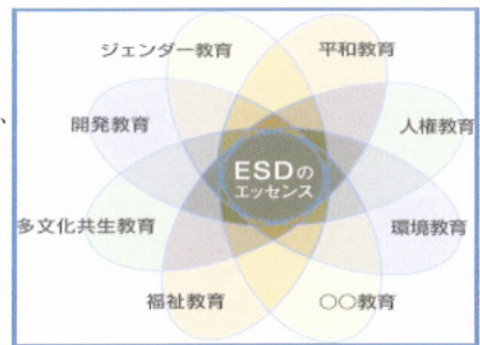 ジェンダー教育
平和教育
、
開発教育
人権教育
ESDの
エッセンス
多文化共生教育
環境教育
福祉教育
○○教育